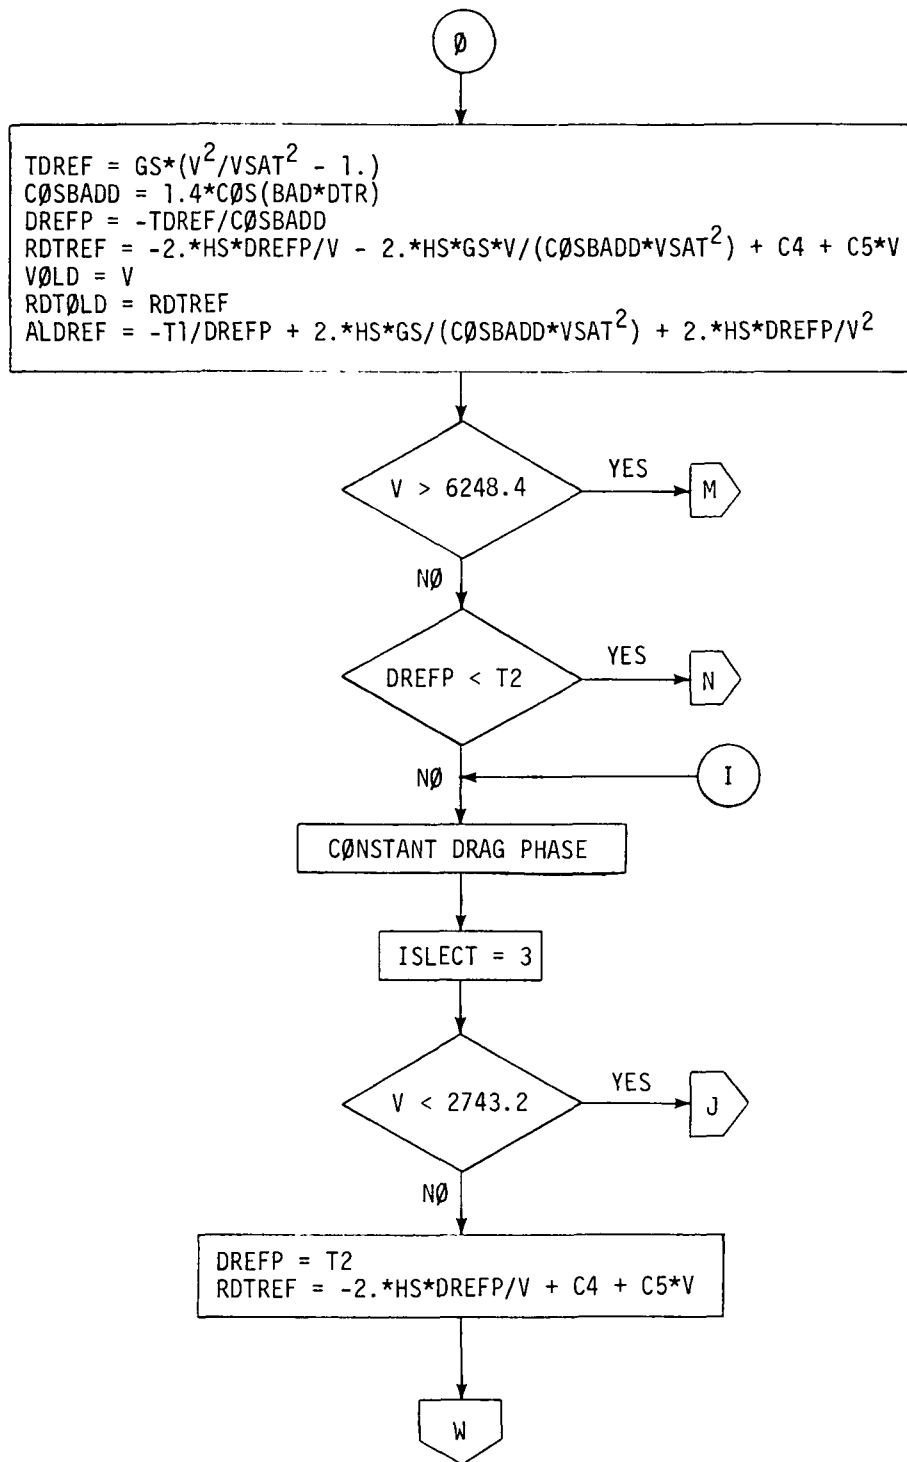 Ø
TDREF = GS*(V²/VSAT² - 1.)
CØSBADD = 1.4*CØS(BAD*DTR)
DREFP = -TDREF/CØSBADD
RDTREF = -2.*HS*DREFP/V - 2.*HS*GS*V/(CØSBADD*VSAT²) + C4 + C5*V
VØLD = V
RDTØLD = RDTREF
ALDREF = -T1/DREFP + 2.*HS*GS/(CØSBADD*VSAT²) + 2.*HS*DREFP/V²
V > 6248.4
YES
M
NØ
DREFP < T2
YES
N
NØ
I
CØNSTANT DRAG PHASE
ISLECT = 3
V < 2743.2
YES
J
NØ
DREFP = T2
RDTREF = -2.*HS*DREFP/V + C4 + C5*V
W